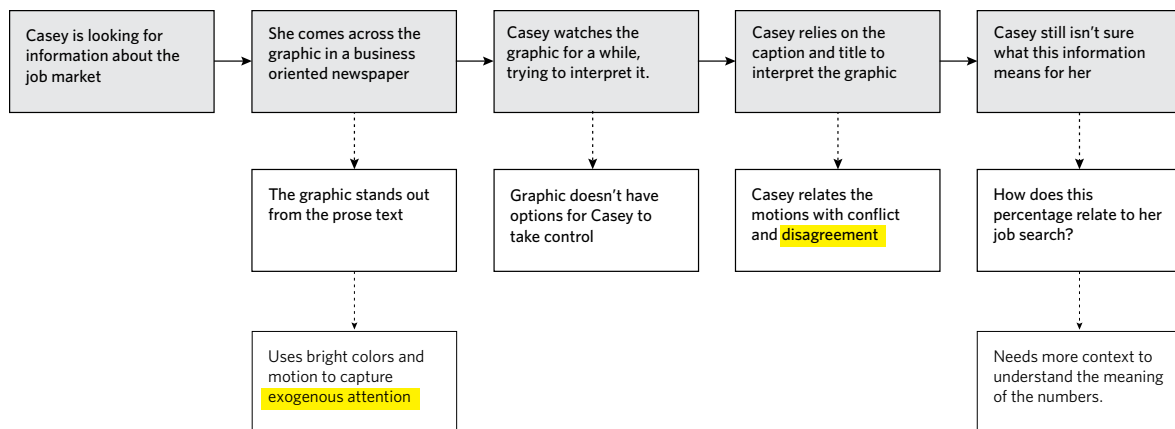 Casey is looking for
information about the
job market
She comes across the
graphic in a business
oriented newspaper
Casey watches the
graphic for a while,
trying to interpret it.
Casey relies on the
caption and title to
interpret the graphic
Casey still isn't sure
what this information
means for her
The graphic stands out
from the prose text
Graphic doesn't have
options for Casey to
take control
Casey relates the
motions with conflict
and disagreement
How does this
percentage relate to her
job search?
Uses bright colors and
motion to capture
exogenous attention
Needs more context to
understand the meaning
of the numbers.